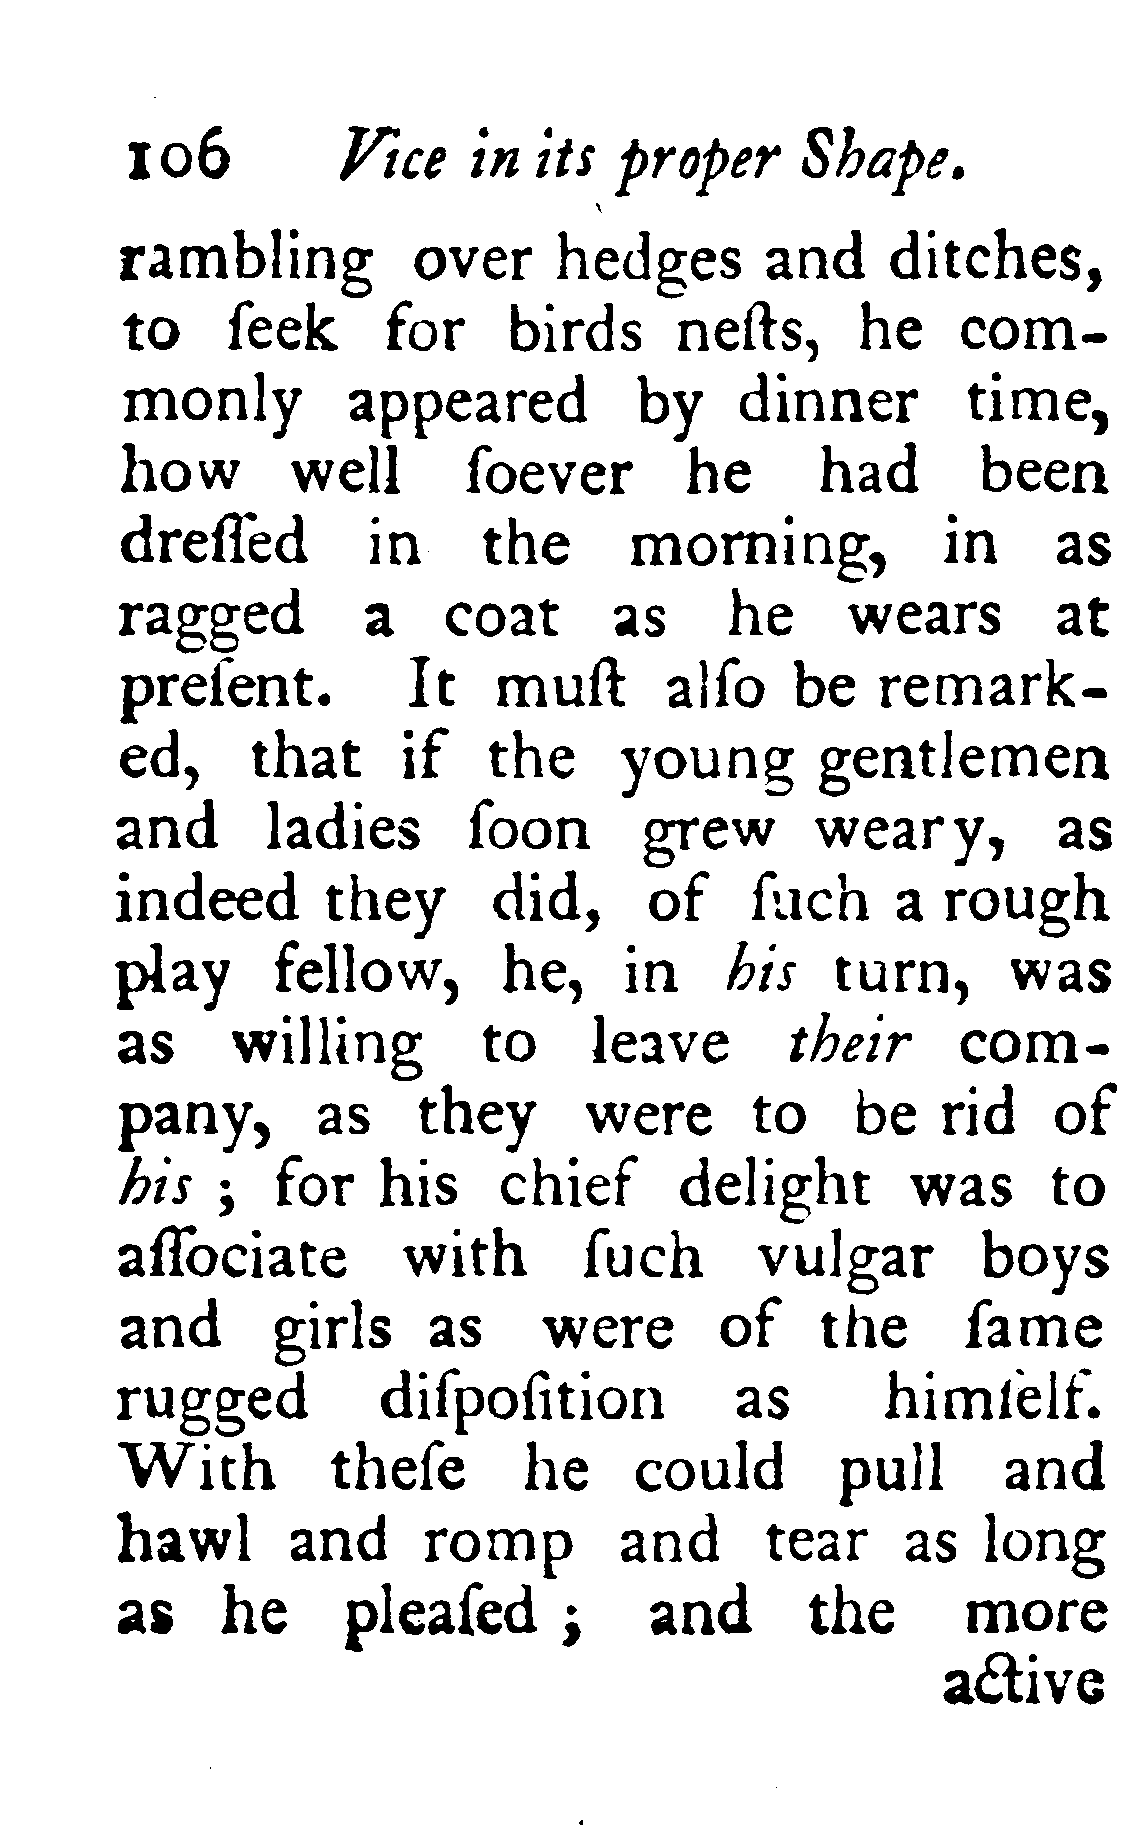 106 Vice in its proper Shape.
rambling over hedges and ditches,
to ſeek for birds neſts, he com-
monly appeared by dinner time,
how well ſoever he had been
dreſſed in the morning, in as
ragged a coat as he wears at
preſent. It muſt alſo be remark-
ed, that if the young gentlemen
and ladies ſoon grew weary, as
indeed they did, of ſuch a rough
play fellow, he, in his turn, was
as willing to leave their com-
pany, as they were to be rid of
his ; for his chief delight was to
aſſociate with ſuch vulgar boys
and girls as were of the ſame
rugged diſpoſition as himſelf.
With theſe he could pull and
hawl and romp and tear as long
as he pleaſed ; and the more
active